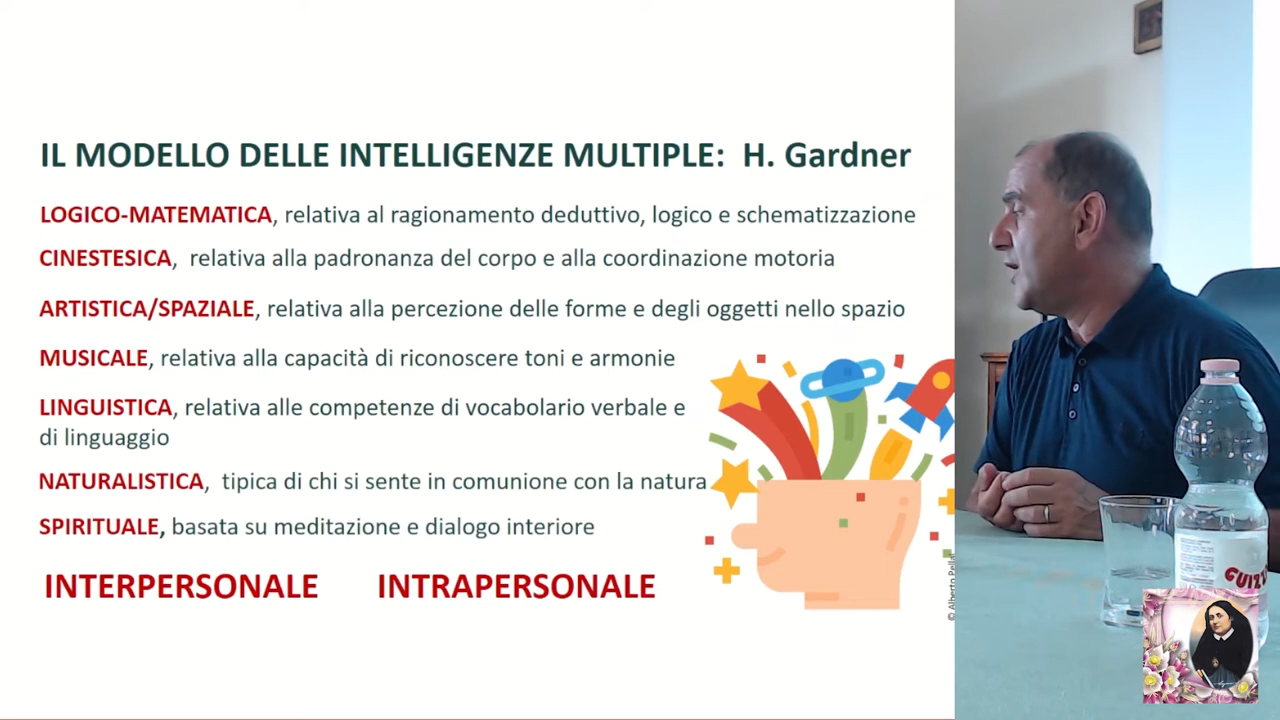 IL MODELLO DELLE INTELLIGENZE MULTIPLE: H. Gardner
LOGICO-MATEMATICA, relativa al ragionamento deduttivo, logico e schematizzazione
CINESTESICA, relativa alla padronanza del corpo e alla coordinazione motoria
ARTISTICA/SPAZIALE, relativa alla percezione delle forme e degli oggetti nello spazio
MUSICALE, relativa alla capacità di riconoscere toni e armonie
LINGUISTICA, relativa alle competenze di vocabolario verbale e
di linguaggio
NATURALISTICA, tipica di chi si sente in comunione con la natura
SPIRITUALE, basata su meditazione e dialogo interiore
INTERPERSONALE INTRAPERSONALE
© Alberto